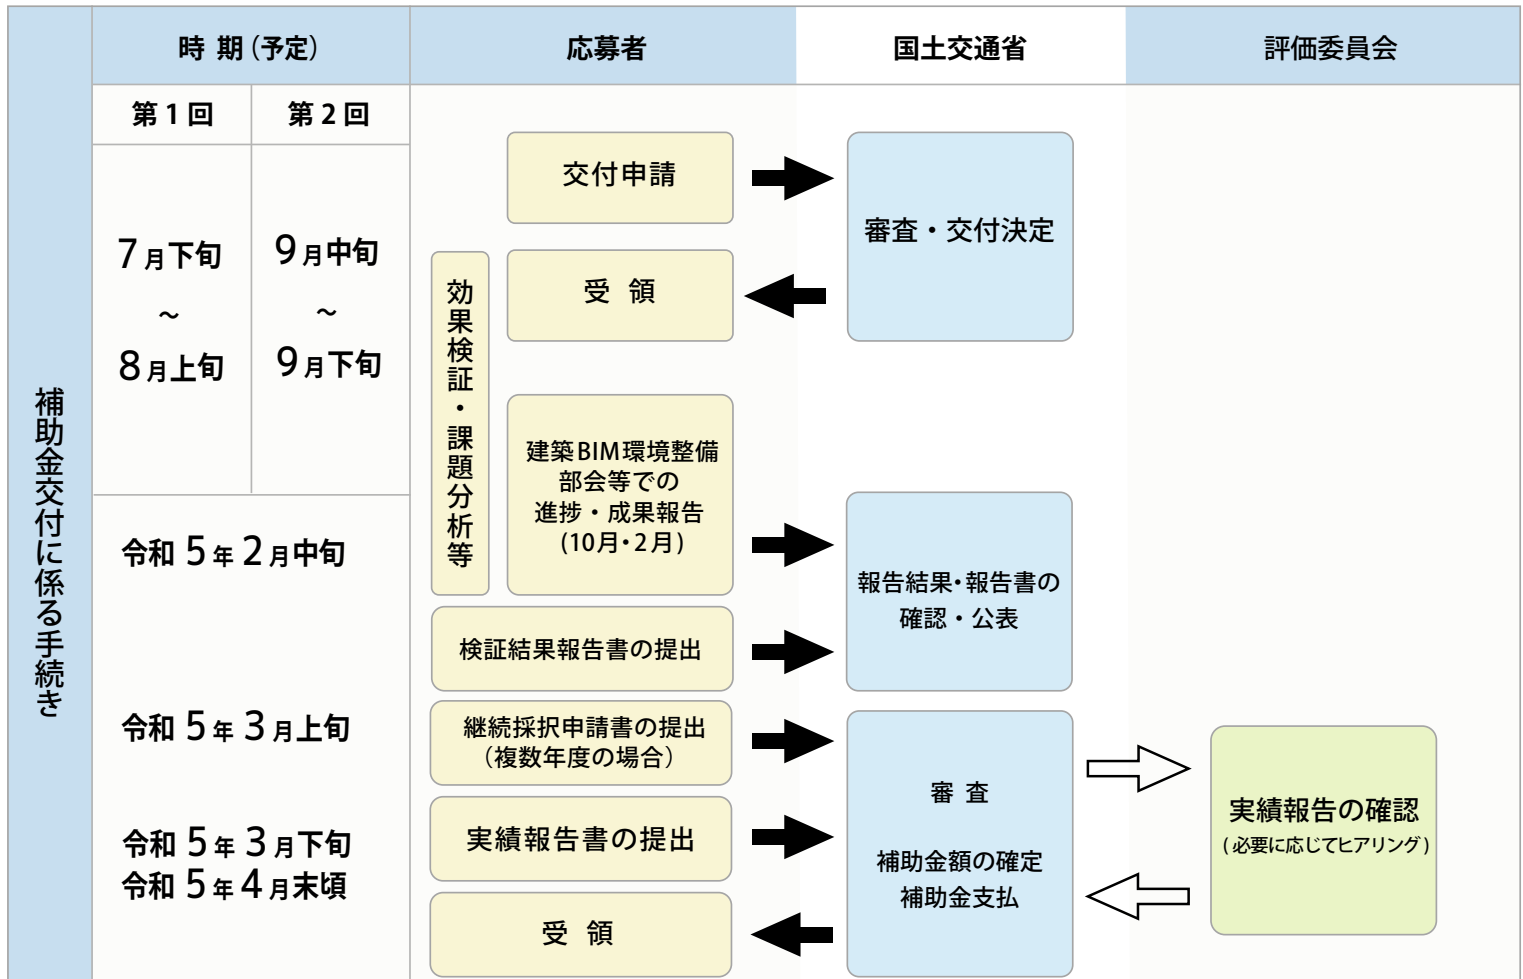 時 期 (予定)
応募者
国土交通省
評価委員会
補助金交付に係る手続き
第 1 回
第 2 回
7月下旬
～
8月上旬
9月中旬
～
9月下旬
交付申請
審査・交付決定
受 領
効果検証・課題分析等
建築BIM環境整備
部会等での
進捗・成果報告
(10月・2月)
令和 5年 2月中旬
報告結果・報告書の
確認・公表
検証結果報告書の提出
令和 5年 3月上旬
継続採択申請書の提出
（複数年度の場合）
審 査
補助金額の確定
補助金支払
実績報告の確認
(必要に応じてヒアリング)
令和 5年 3月下旬
令和 5年 4月末頃
実績報告書の提出
受 領